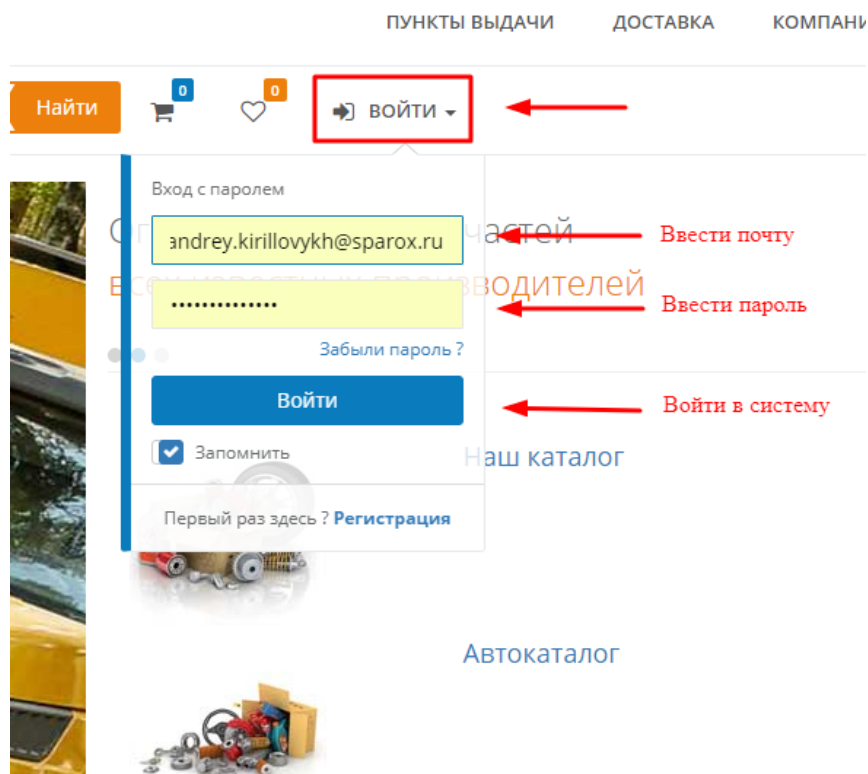 ПУНКТЫ ВЫДАЧИ ДОСТАВКА
Найти 0 0 ВОЙТИ
Вход с паролем
andrey.kirillovykh@sparox.ru Ввести почту
частей
водителей
•••••••••••••• Ввести пароль
Забыли пароль ?
Войти Войти в систему
Запомнить
Наш каталог
Первый раз здесь ? Регистрация
Автокаталог